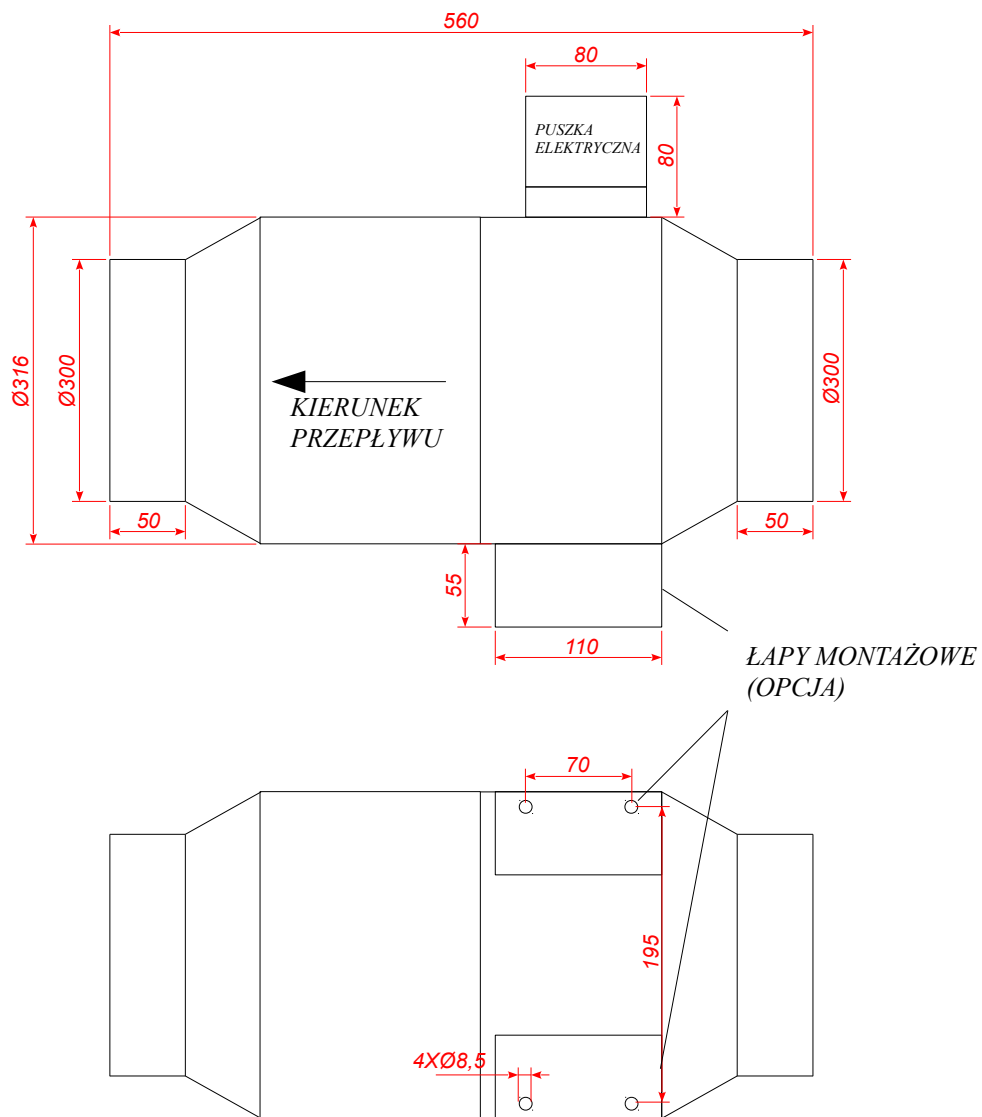 560
80
PUSZKA
ELEKTRYCZNA
80
Ø316
Ø300
Ø300
KIERUNEK
PRZEPŁYWU
50
50
55
110
ŁAPY MONTAŻOWE
(OPCJA)
70
195
4XØ8,5